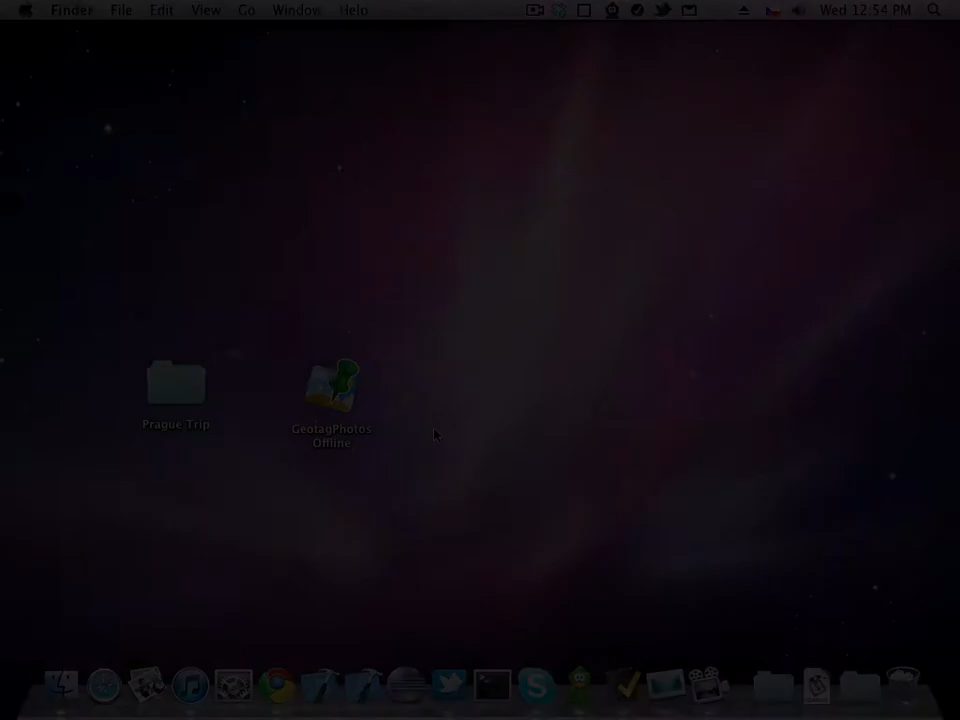 Finder File Edit View Go Window Help Wed 12:54 PM
Prague Trip
GeotagPhotos
Offline